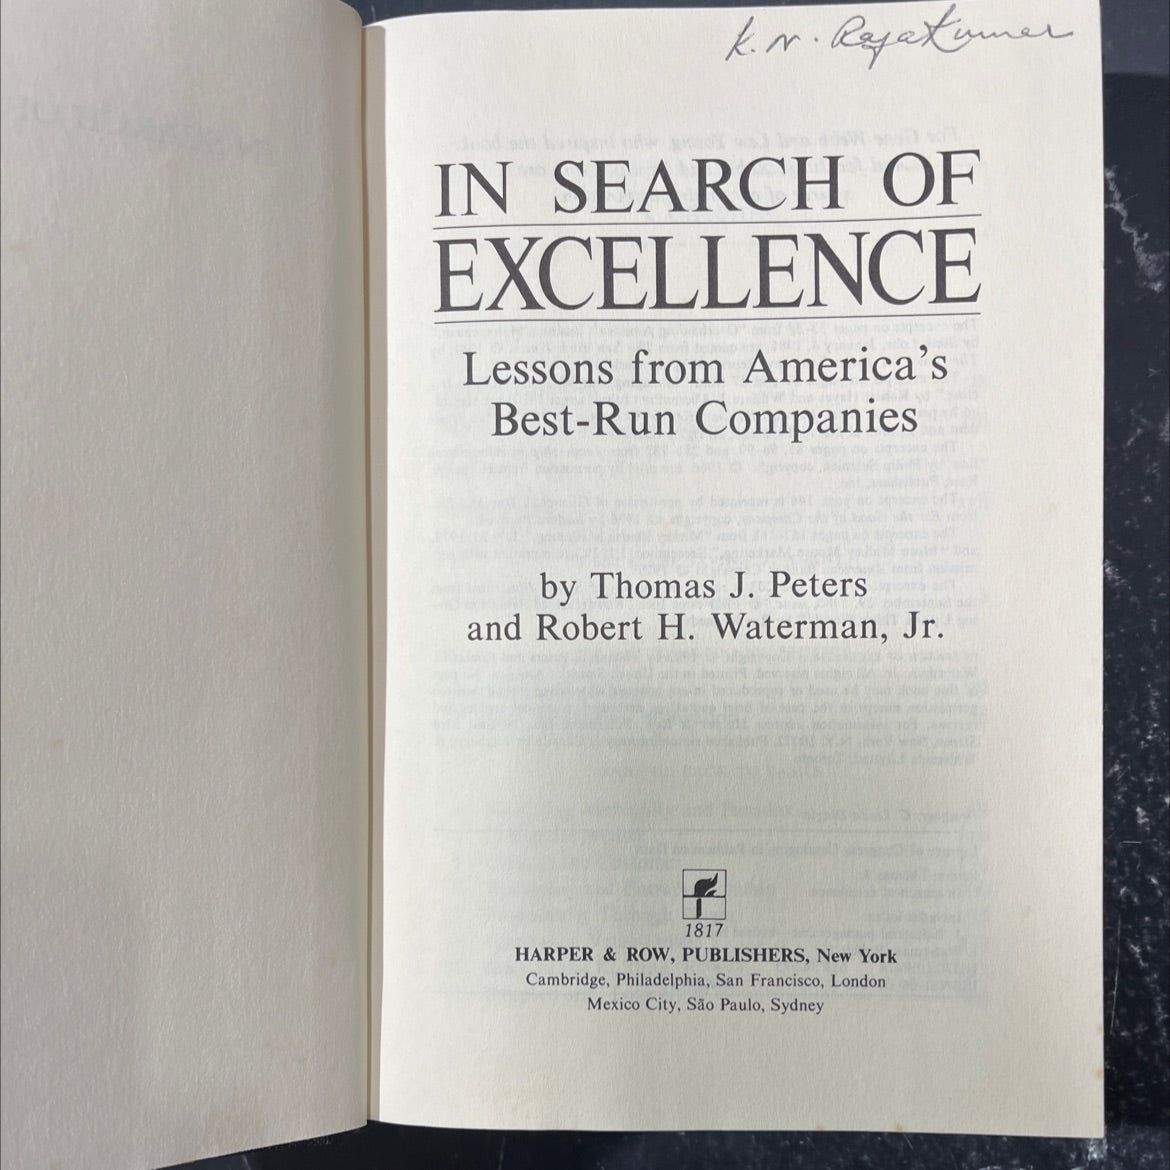 K. N. Rajakumar
IN SEARCH OF
EXCELLENCE
Lessons from America's
Best-Run Companies
by Thomas J. Peters
and Robert H. Waterman, Jr.
1817
HARPER & ROW, PUBLISHERS, New York
Cambridge, Philadelphia, San Francisco, London
Mexico City, São Paulo, Sydney